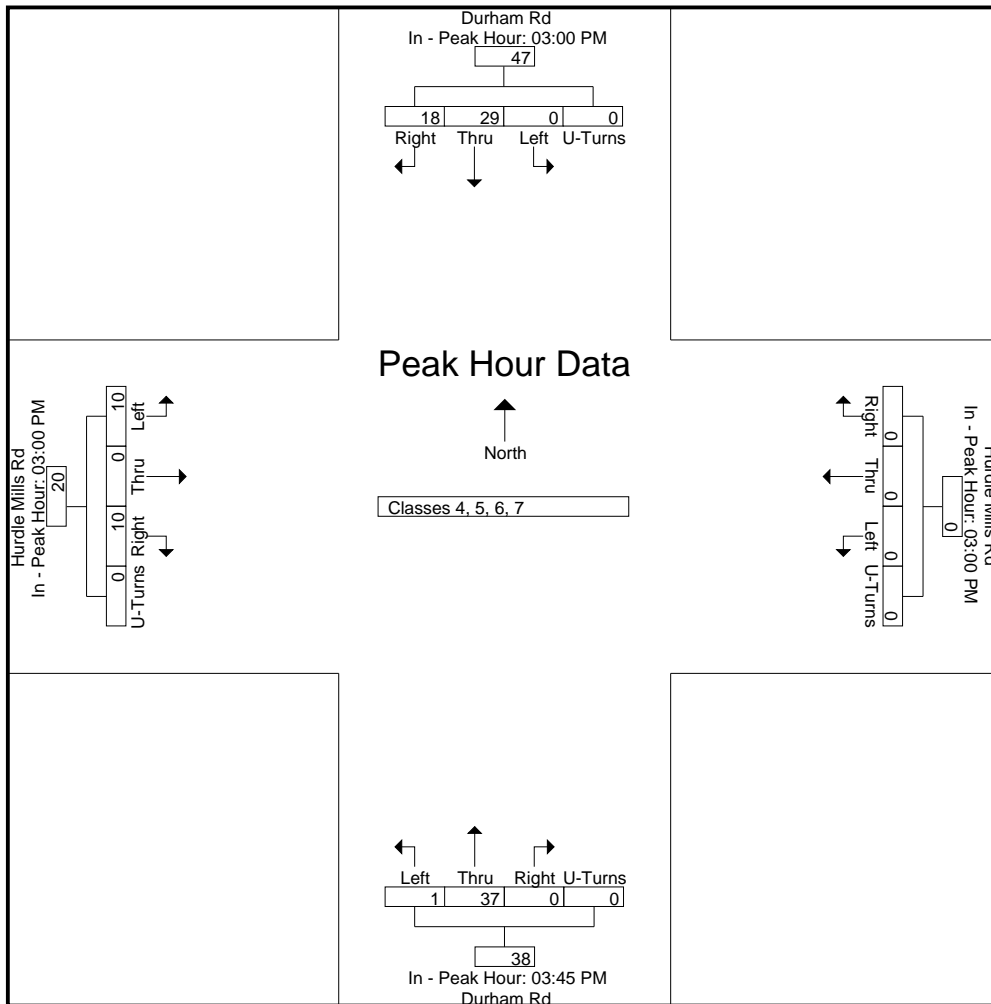 Durham Rd
In - Peak Hour: 03:00 PM
47
18 29 0 0
Right Thru Left U-Turns
Peak Hour Data
North
Classes 4, 5, 6, 7
Hurdle Mills Rd
In - Peak Hour: 03:00 PM
20
10 0 10 0
Left Thru Right U-Turns
Right Thru Left U-Turns
0 0 0 0
0
In - Peak Hour: 03:00 PM
Hurdle Mills Rd
Left Thru Right U-Turns
1 37 0 0
38
In - Peak Hour: 03:45 PM
Durham Rd